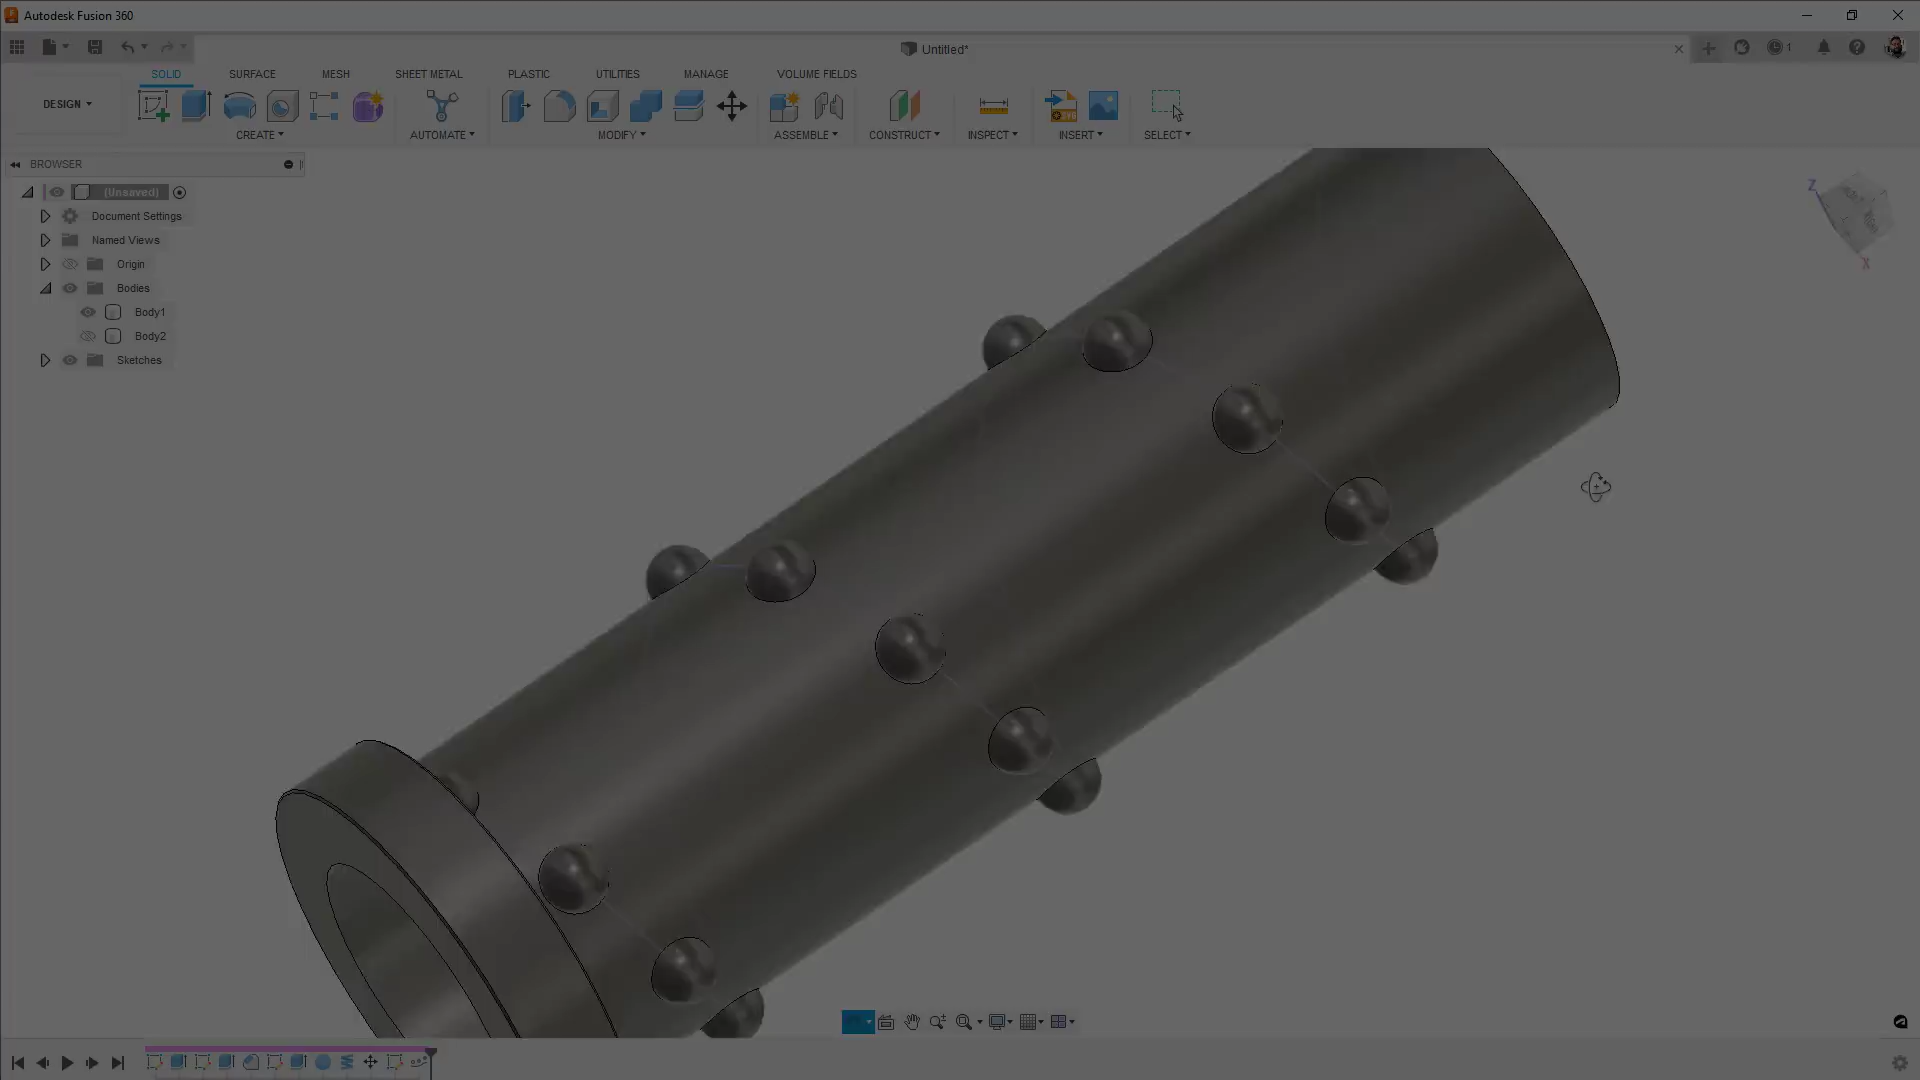 Autodesk Fusion 360
Untitled*
1
SOLID
SURFACE
MESH
SHEET METAL
PLASTIC
UTILITIES
MANAGE
VOLUME FIELDS
DESIGN
CREATE
AUTOMATE
MODIFY
ASSEMBLE
CONSTRUCT
INSPECT
INSERT
SELECT
BROWSER
(Unsaved)
Document Settings
Named Views
Origin
Bodies
Body1
Body2
Sketches
Z
X